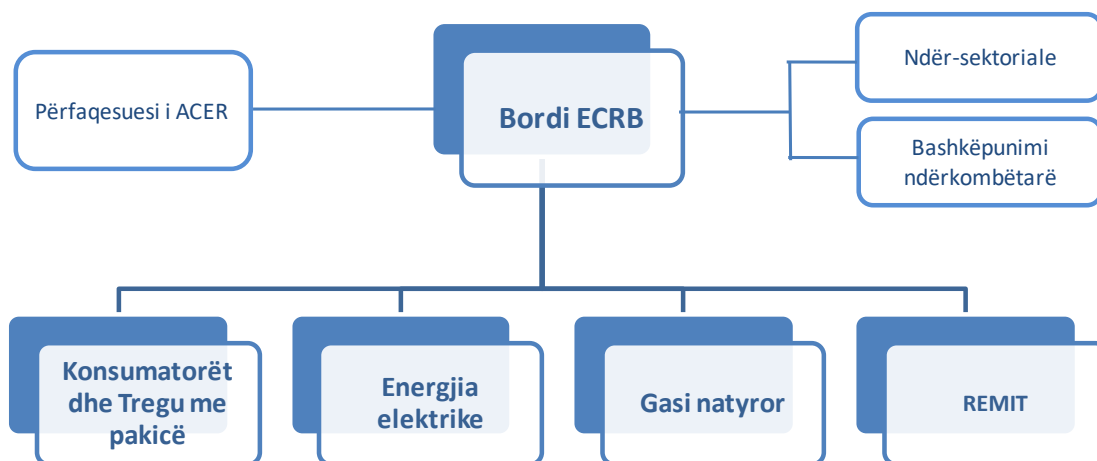 Përfaqesuesi i ACER
Bordi ECRB
Ndër-sektoriale
Bashkëpunimi
ndërkombëtarë
Konsumatorët
dhe Tregu me
pakicë
Energjia
elektrike
Gasi natyror
REMIT